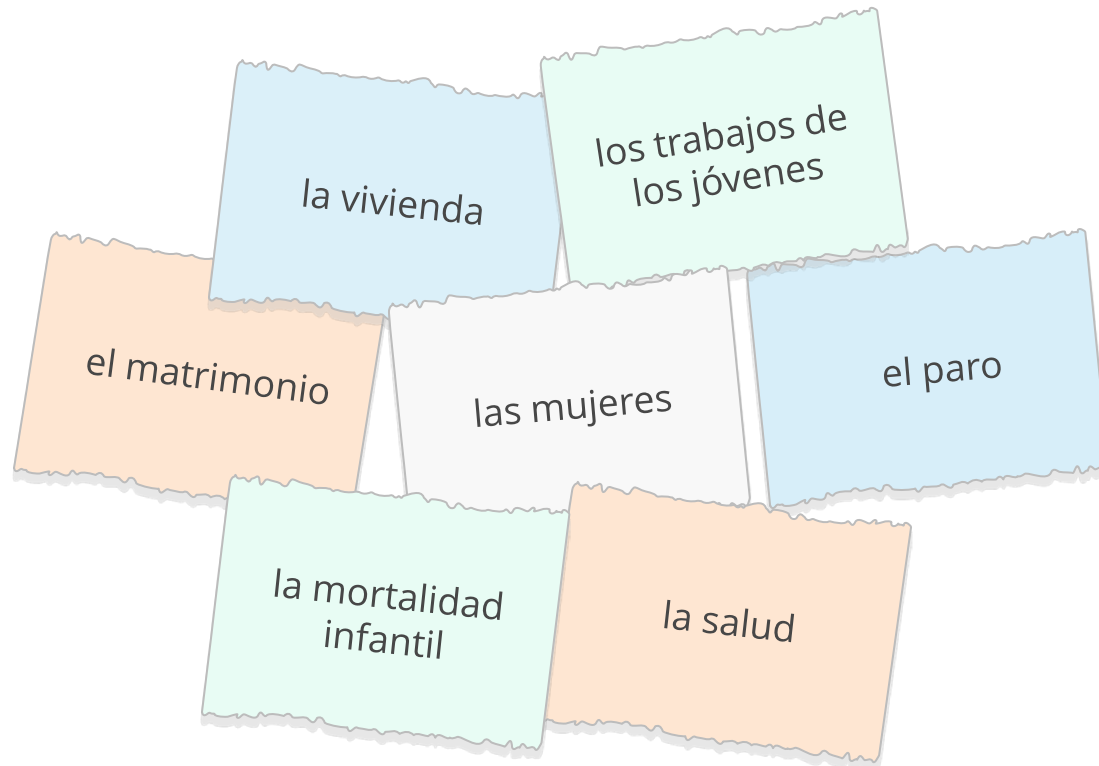 la vivienda
los trabajos de
los jóvenes
el matrimonio
las mujeres
el paro
la mortalidad
infantil
la salud